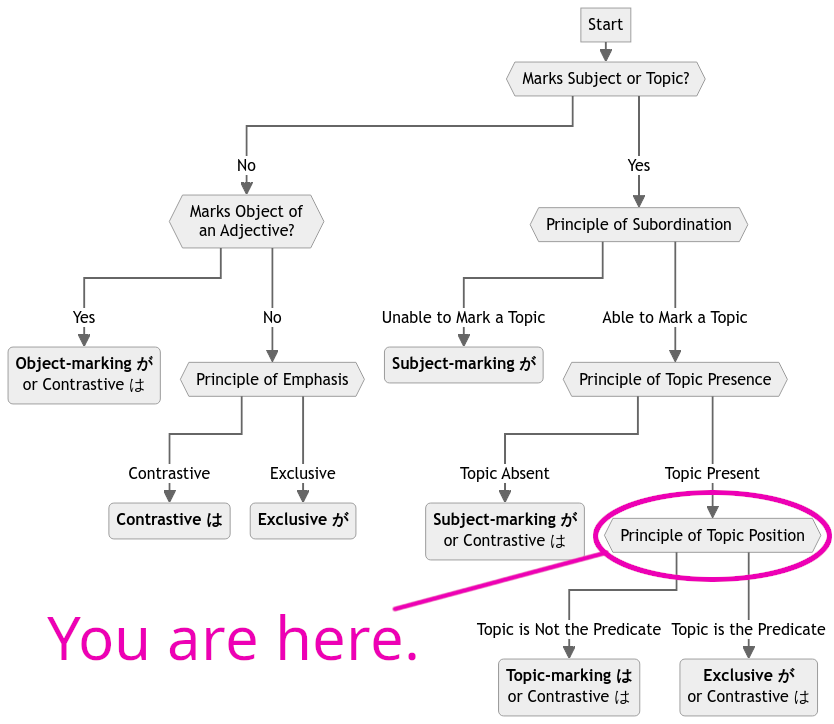 Start
Marks Subject or Topic?
No
Yes
Marks Object of
an Adjective?
Principle of Subordination
Yes
No
Unable to Mark a Topic
Able to Mark a Topic
Object-marking が
or Contrastive は
Principle of Emphasis
Subject-marking が
Principle of Topic Presence
Contrastive
Exclusive
Topic Absent
Topic Present
Contrastive は
Exclusive が
Subject-marking が
or Contrastive は
Principle of Topic Position
You are here.
Topic is Not the Predicate
Topic is the Predicate
Topic-marking は
or Contrastive は
Exclusive が
or Contrastive は